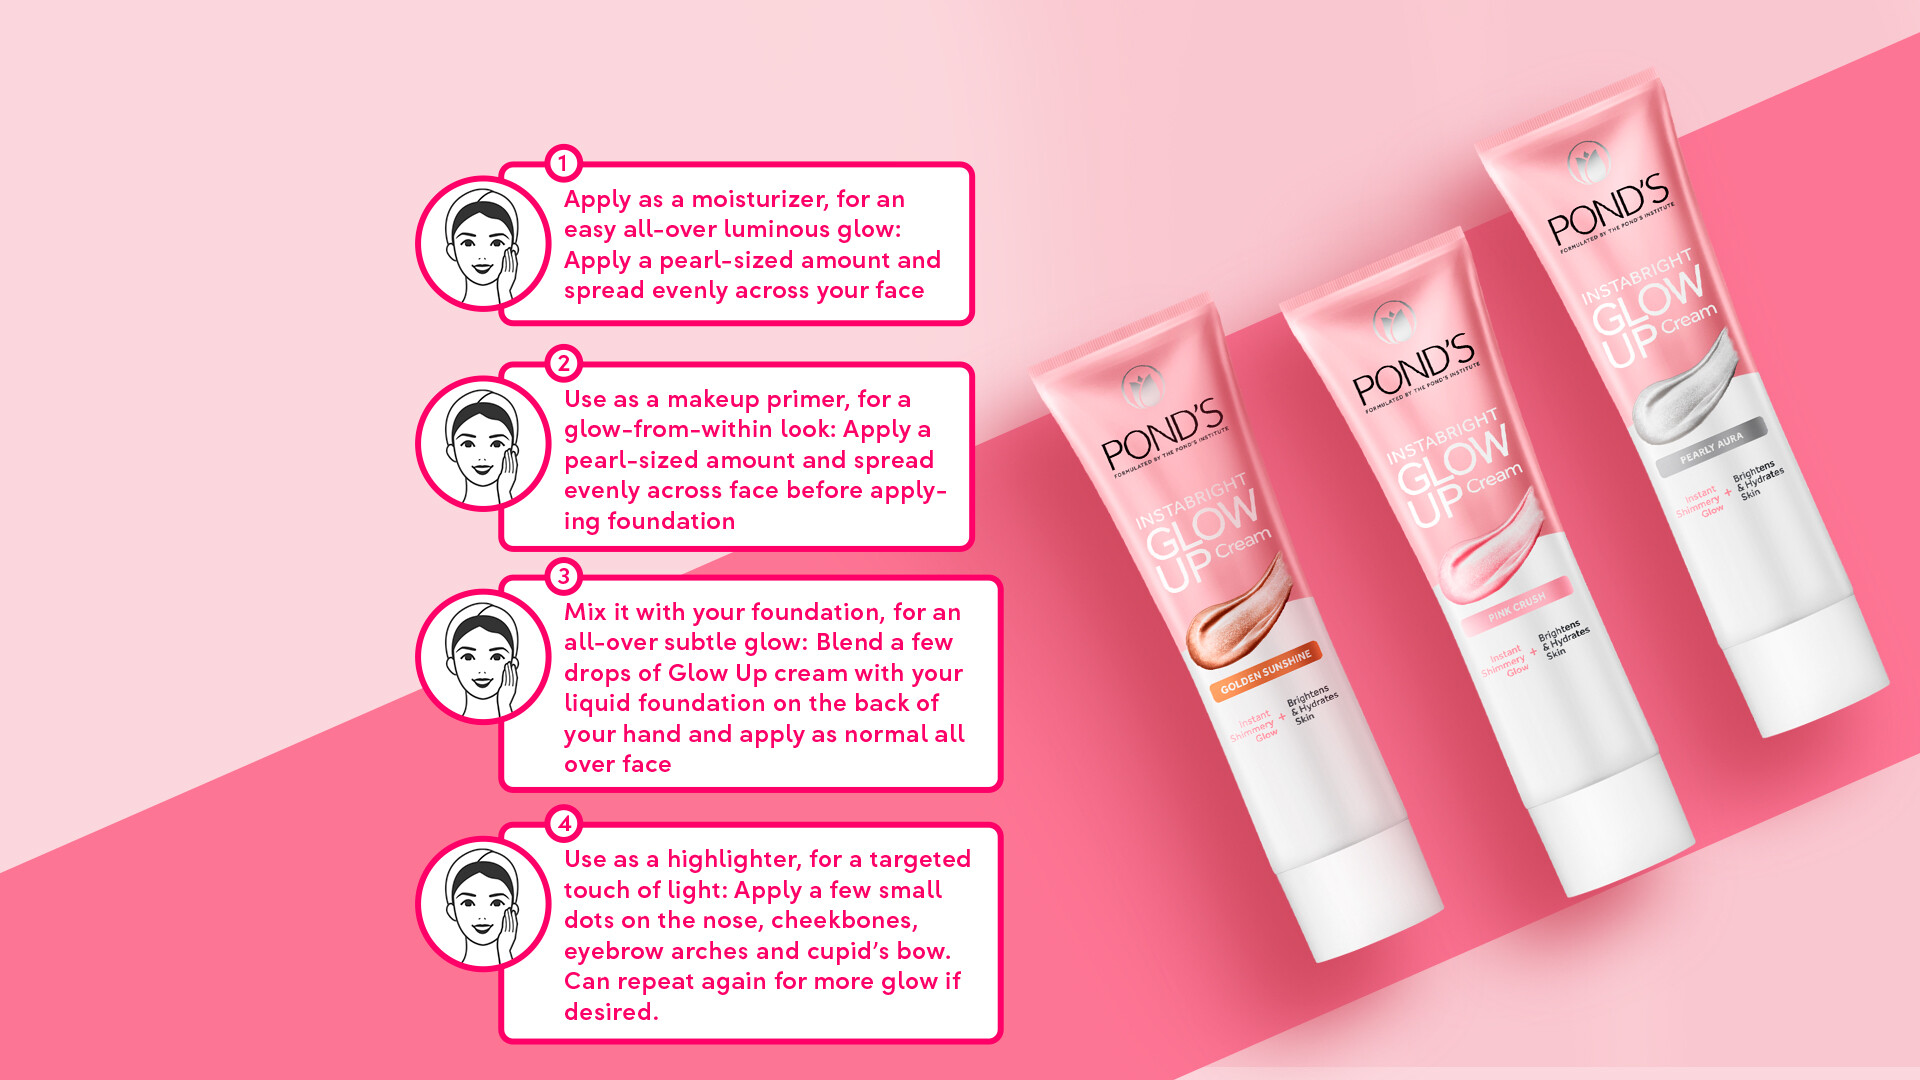 1
Apply as a moisturizer, for an
easy all-over luminous glow:
Apply a pearl-sized amount and
spread evenly across your face
2
Use as a makeup primer, for a
glow-from-within look: Apply a
pearl-sized amount and spread
evenly across face before apply-
ing foundation
3
Mix it with your foundation, for an
all-over subtle glow: Blend a few
drops of Glow Up cream with your
liquid foundation on the back of
your hand and apply as normal all
over face
4
Use as a highlighter, for a targeted
touch of light: Apply a few small
dots on the nose, cheekbones,
eyebrow arches and cupid's bow.
Can repeat again for more glow if
desired.
POND'S
FORMULATED BY THE POND'S INSTITUTE
INSTABRIGHT
GLOW
UP Cream
GOLDEN SUNSHINE
Instant
Shimmery
Glow
+
Brightens
& Hydrates
Skin
POND'S
FORMULATED BY THE POND'S INSTITUTE
INSTABRIGHT
GLOW
UP Cream
PINK CRUSH
Instant
Shimmery
Glow
+
Brightens
& Hydrates
Skin
POND'S
FORMULATED BY THE POND'S INSTITUTE
INSTABRIGHT
GLOW
UP Cream
PEARLY AURA
Instant
Shimmery
Glow
+
Brightens
& Hydrates
Skin